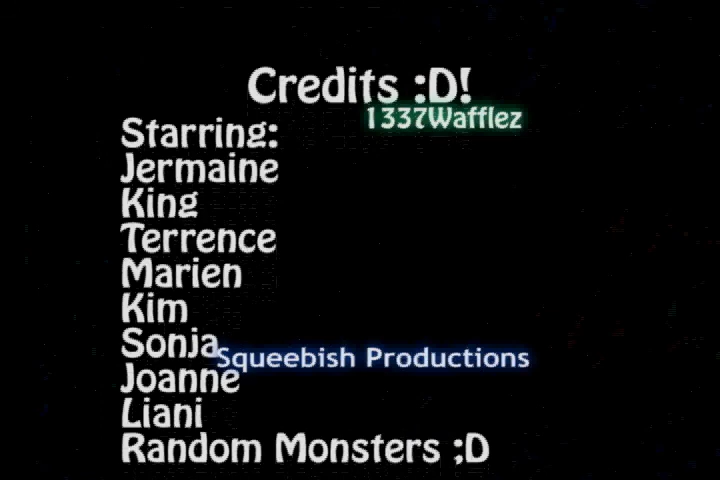 Credits :D!
1337Wafflez
Starring:
Jermaine
King
Terrence
Marien
Kim
Sonja
Squeebish Productions
Joanne
Liani
Random Monsters ;D